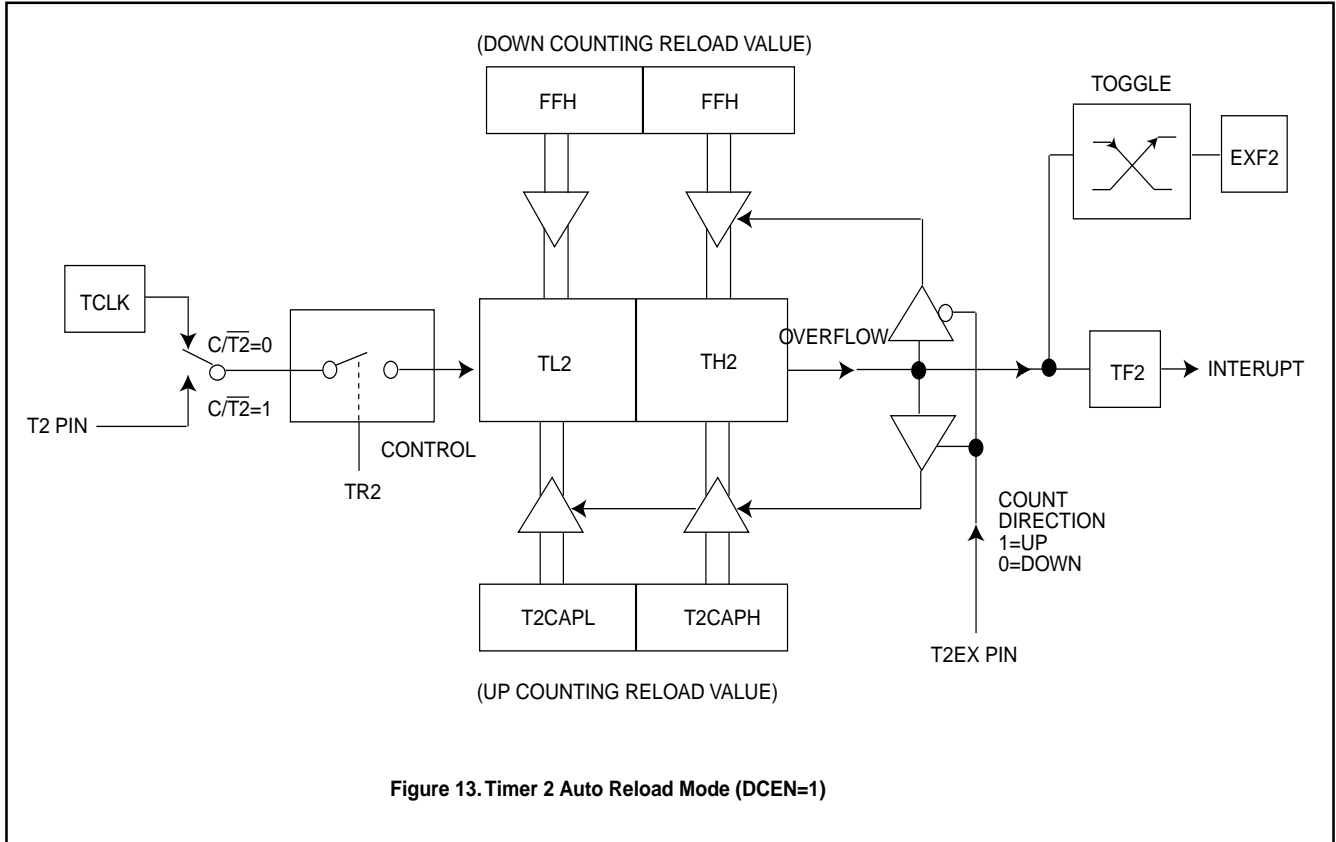 (DOWN COUNTING RELOAD VALUE)
FFH
FFH
TOGGLE
EXF2
TCLK
C/T2̅=0
C/T2̅=1
T2 PIN
CONTROL
TR2
TL2
TH2
OVERFLOW
TF2
INTERUPT
COUNT
DIRECTION
1=UP
0=DOWN
T2CAPL
T2CAPH
T2EX PIN
(UP COUNTING RELOAD VALUE)
Figure 13. Timer 2 Auto Reload Mode (DCEN=1)